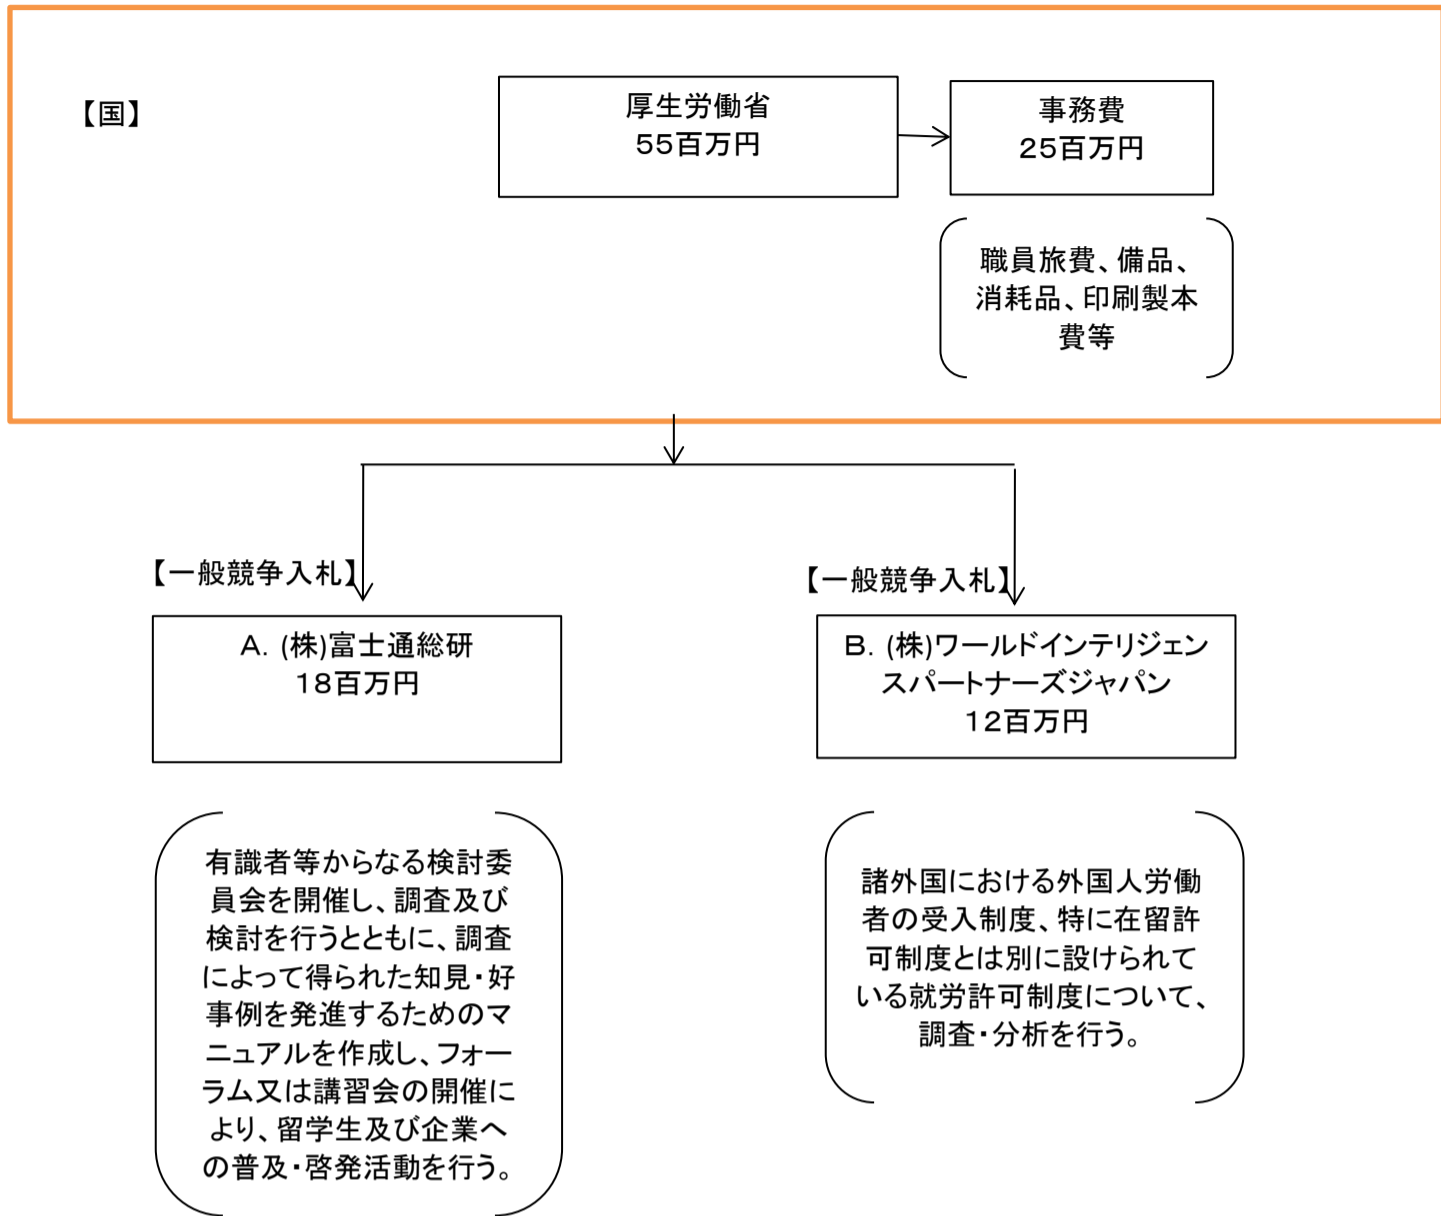 【国】
厚生労働省
55百万円
事務費
25百万円
職員旅費、備品、
消耗品、印刷製本
費等
【一般競争入札】
A. (株)富士通総研
18百万円
有識者等からなる検討委
員会を開催し、調査及び
検討を行うとともに、調査
によって得られた知見・好
事例を発進するためのマ
ニュアルを作成し、フォー
ラム又は講習会の開催に
より、留学生及び企業へ
の普及・啓発活動を行う。
【一般競争入札】
B. (株)ワールドインテリジェン
スパートナーズジャパン
12百万円
諸外国における外国人労働
者の受入制度、特に在留許
可制度とは別に設けられて
いる就労許可制度について、
調査・分析を行う。